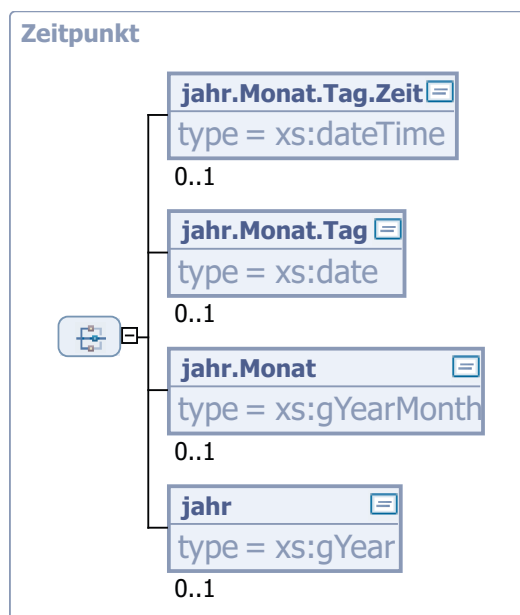 Zeitpunkt
jahr.Monat.Tag.Zeit
type = xs:dateTime
0..1
jahr.Monat.Tag
type = xs:date
0..1
jahr.Monat
type = xs:gYearMonth
0..1
jahr
type = xs:gYear
0..1